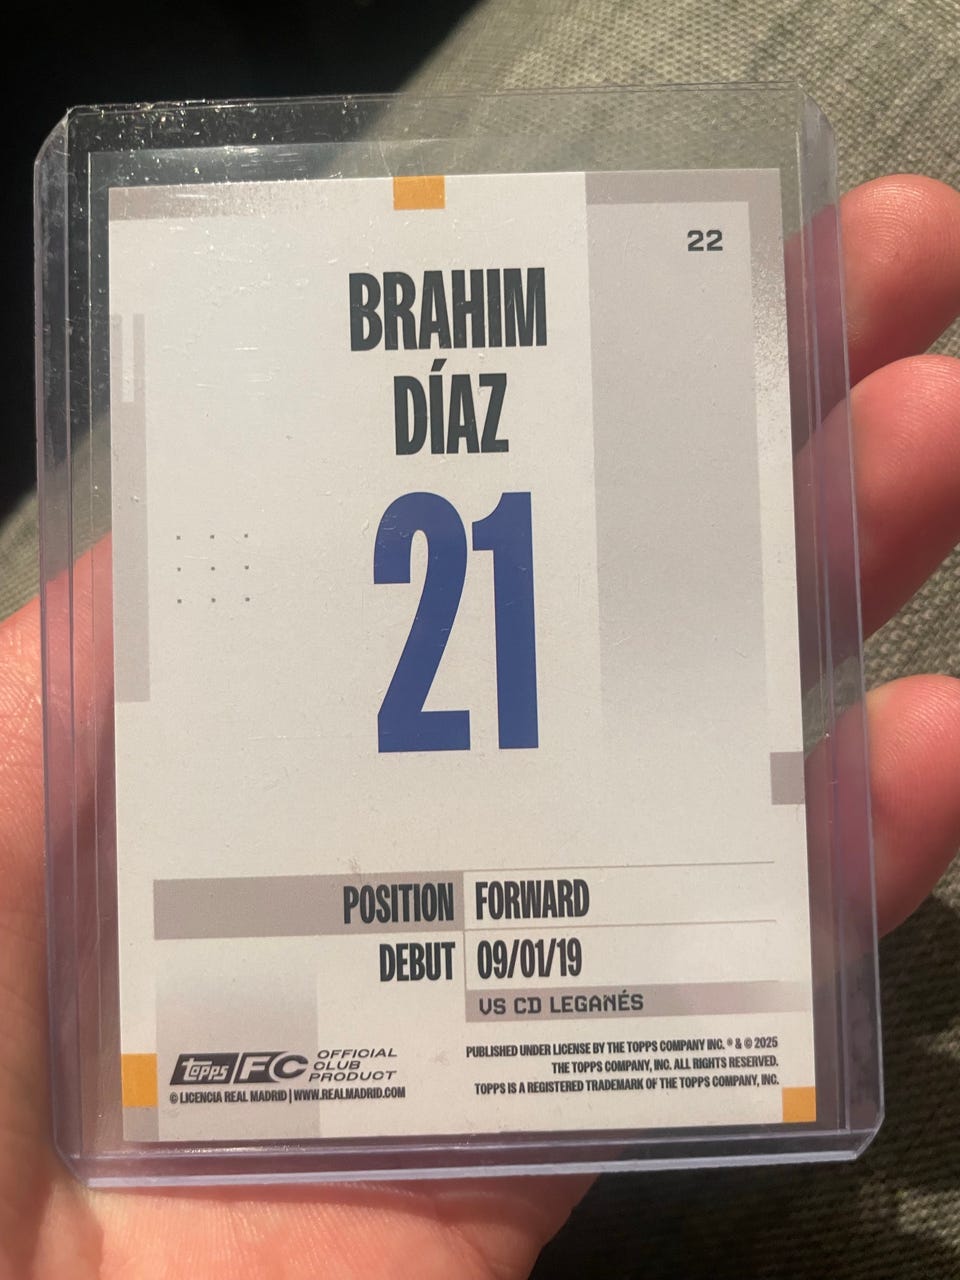 22
BRAHIM
DÍAZ
21
POSITION FORWARD
DEBUT 09/01/19
VS CD LEGANÉS
topps FC OFFICIAL CLUB PRODUCT
© LICENCIA REAL MADRID | WWW.REALMADRID.COM
PUBLISHED UNDER LICENSE BY THE TOPPS COMPANY INC. ® & © 2025
THE TOPPS COMPANY, INC. ALL RIGHTS RESERVED.
TOPPS IS A REGISTERED TRADEMARK OF THE TOPPS COMPANY, INC.